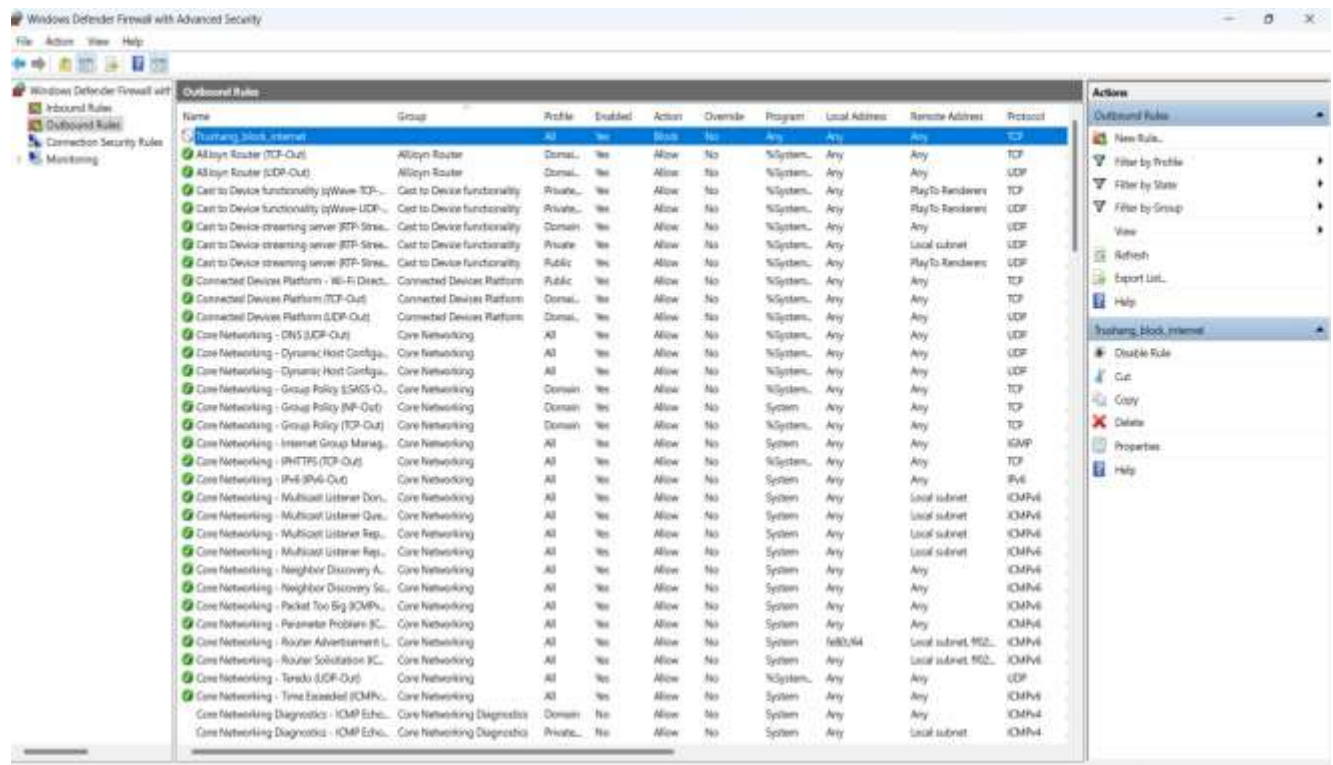 Windows Defender Firewall with Advanced Security
File Action View Help
Windows Defender Firewall with
Inbound Rules
Outbound Rules
Connection Security Rules
Monitoring
Outbound Rules
Name Group Profile Enabled Action Override Program Local Address Remote Address Protocol
Trushang_block_internet All Yes Block No Any Any Any TCP
AllJoyn Router (TCP-Out) AllJoyn Router Domai... Yes Allow No %System... Any Any TCP
AllJoyn Router (UDP-Out) AllJoyn Router Domai... Yes Allow No %System... Any Any UDP
Cast to Device functionality (qWave-TCP-... Cast to Device functionality Private,... Yes Allow No %System... Any PlayTo Renderers TCP
Cast to Device functionality (qWave-UDP-... Cast to Device functionality Private,... Yes Allow No %System... Any PlayTo Renderers UDP
Cast to Device streaming server (RTP-Strea... Cast to Device functionality Domain Yes Allow No %System... Any Any UDP
Cast to Device streaming server (RTP-Strea... Cast to Device functionality Private Yes Allow No %System... Any Local subnet UDP
Cast to Device streaming server (RTP-Strea... Cast to Device functionality Public Yes Allow No %System... Any PlayTo Renderers UDP
Connected Devices Platform - Wi-Fi Direct... Connected Devices Platform Public Yes Allow No %System... Any Any TCP
Connected Devices Platform (TCP-Out) Connected Devices Platform Domai... Yes Allow No %System... Any Any TCP
Connected Devices Platform (UDP-Out) Connected Devices Platform Domai... Yes Allow No %System... Any Any UDP
Core Networking - DNS (UDP-Out) Core Networking All Yes Allow No %System... Any Any UDP
Core Networking - Dynamic Host Configu... Core Networking All Yes Allow No %System... Any Any UDP
Core Networking - Dynamic Host Configu... Core Networking All Yes Allow No %System... Any Any UDP
Core Networking - Group Policy (LSASS-O... Core Networking Domain Yes Allow No %System... Any Any TCP
Core Networking - Group Policy (NP-Out) Core Networking Domain Yes Allow No System Any Any TCP
Core Networking - Group Policy (TCP-Out) Core Networking Domain Yes Allow No %System... Any Any TCP
Core Networking - Internet Group Manag... Core Networking All Yes Allow No System Any Any IGMP
Core Networking - IPHTTPS (TCP-Out) Core Networking All Yes Allow No %System... Any Any TCP
Core Networking - IPv6 (IPv6-Out) Core Networking All Yes Allow No System Any Any IPv6
Core Networking - Multicast Listener Don... Core Networking All Yes Allow No System Any Local subnet ICMPv6
Core Networking - Multicast Listener Que... Core Networking All Yes Allow No System Any Local subnet ICMPv6
Core Networking - Multicast Listener Rep... Core Networking All Yes Allow No System Any Local subnet ICMPv6
Core Networking - Multicast Listener Rep... Core Networking All Yes Allow No System Any Local subnet ICMPv6
Core Networking - Neighbor Discovery A... Core Networking All Yes Allow No System Any Any ICMPv6
Core Networking - Neighbor Discovery So... Core Networking All Yes Allow No System Any Any ICMPv6
Core Networking - Packet Too Big (ICMPv... Core Networking All Yes Allow No System Any Any ICMPv6
Core Networking - Parameter Problem (IC... Core Networking All Yes Allow No System Any Any ICMPv6
Core Networking - Router Advertisement (... Core Networking All Yes Allow No System fe80::/64 Local subnet, ff02... ICMPv6
Core Networking - Router Solicitation (IC... Core Networking All Yes Allow No System Any Local subnet, ff02... ICMPv6
Core Networking - Teredo (UDP-Out) Core Networking All Yes Allow No %System... Any Any UDP
Core Networking - Time Exceeded (ICMPv... Core Networking All Yes Allow No System Any Any ICMPv6
Core Networking Diagnostics - ICMP Echo... Core Networking Diagnostics Domain No Allow No System Any Any ICMPv4
Core Networking Diagnostics - ICMP Echo... Core Networking Diagnostics Private,... No Allow No System Any Local subnet ICMPv4
Actions
Outbound Rules
New Rule...
Filter by Profile
Filter by State
Filter by Group
View
Refresh
Export List...
Help
Trushang_block_internet
Disable Rule
Cut
Copy
Delete
Properties
Help